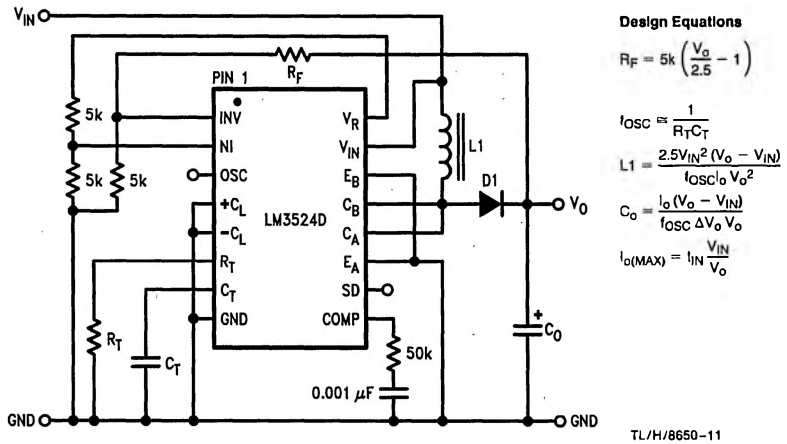 V_IN
Design Equations
R_F = 5k (V_o / 2.5 − 1)
f_OSC ≅ 1 / R_T C_T
L1 = 2.5V_IN² (V_o − V_IN) / f_OSC I_o V_o²
C_o = I_o (V_o − V_IN) / f_OSC ΔV_o V_o
I_o(MAX) = I_IN V_IN / V_o
R_F
PIN 1
5k
5k
5k
INV
NI
OSC
+C_L
−C_L
R_T
C_T
GND
LM3524D
V_R
V_IN
E_B
C_B
C_A
E_A
SD
COMP
L1
D1
V_O
R_T
C_T
50k
0.001 μF
+
C_O
GND
GND
TL/H/8650-11